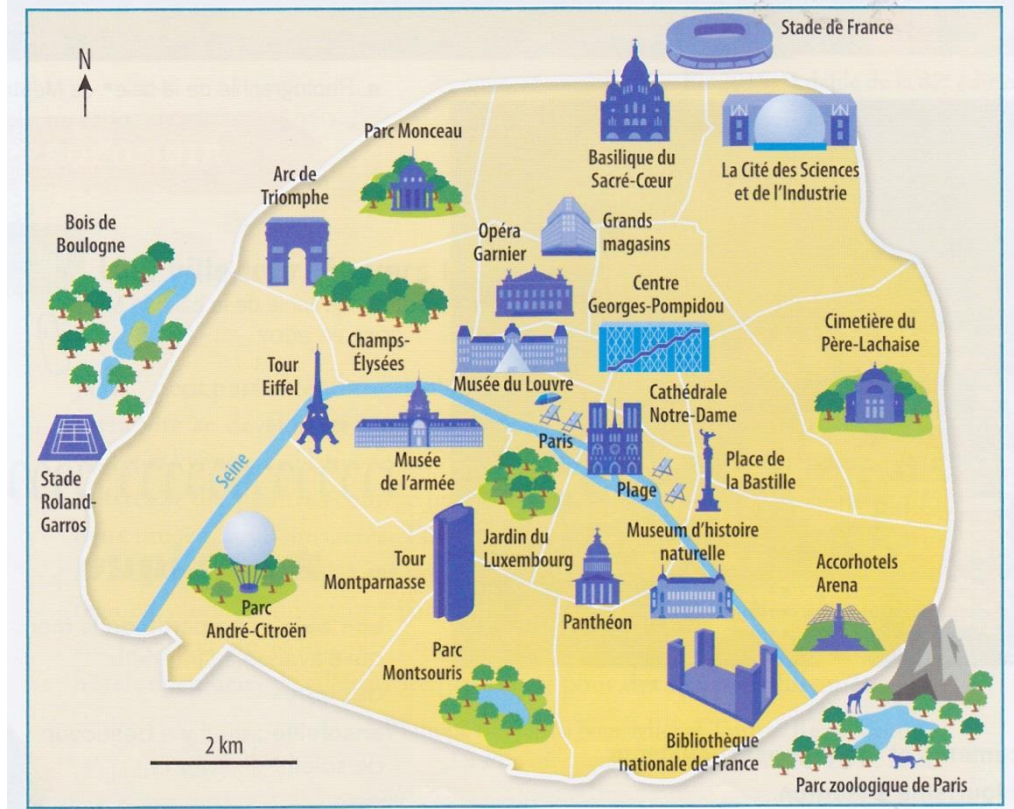 Stade de France
N
Parc Monceau
Basilique du
Sacré-Cœur
La Cité des Sciences
et de l'Industrie
Arc de
Triomphe
Bois de
Boulogne
Opéra
Garnier
Grands
magasins
Centre
Georges-Pompidou
Cimetière du
Père-Lachaise
Champs-
Élysées
Tour
Eiffel
Musée du Louvre
Cathédrale
Notre-Dame
Paris
Plage
Musée
de l'armée
Place de
la Bastille
Seine
Stade
Roland-
Garros
Jardin du
Luxembourg
Museum d'histoire
naturelle
Tour
Montparnasse
Accorhotels
Arena
Parc
André-Citroën
Panthéon
Parc
Montsouris
2 km
Bibliothèque
nationale de France
Parc zoologique de Paris